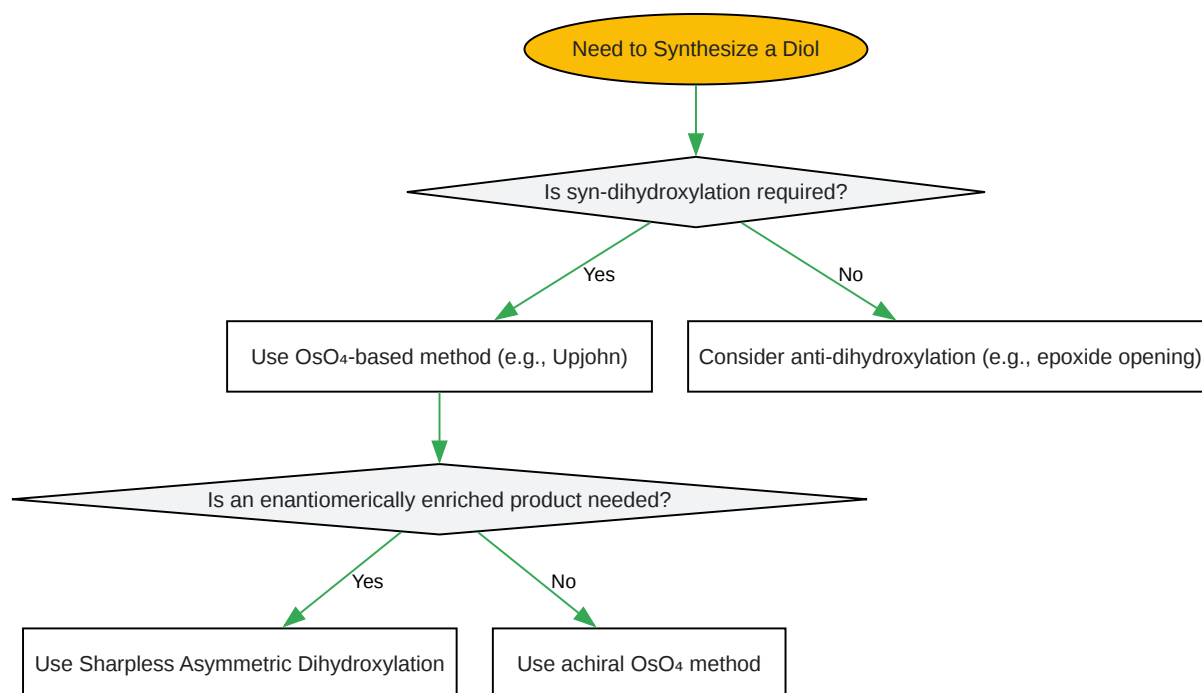 Need to Synthesize a Diol
Is syn-dihydroxylation required?
Yes
No
Use OsO₄-based method (e.g., Upjohn)
Consider anti-dihydroxylation (e.g., epoxide opening)
Is an enantiomerically enriched product needed?
Yes
No
Use Sharpless Asymmetric Dihydroxylation
Use achiral OsO₄ method